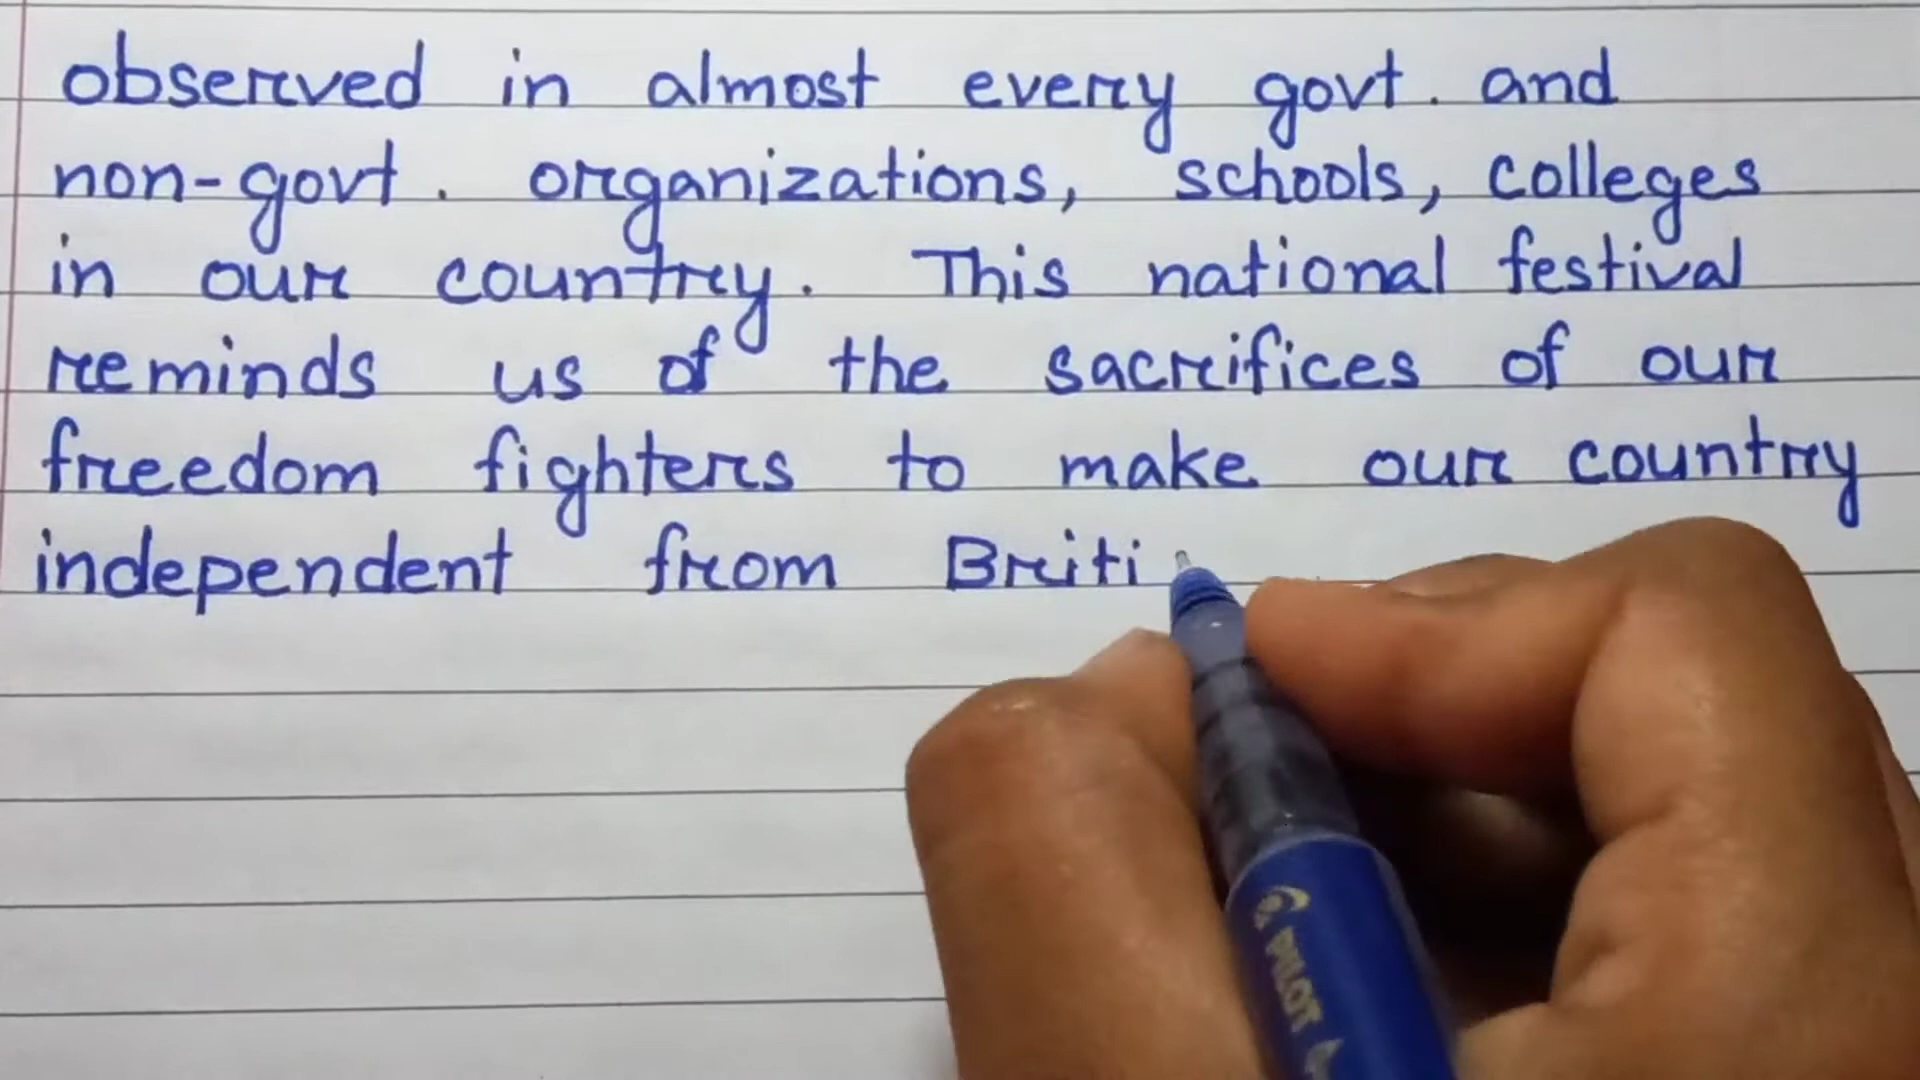 observed in almost every govt. and
non-govt. organizations, schools, colleges
in our country. This national festival
reminds us of the sacrifices of our
freedom fighters to make our country
independent from Briti
PILOT